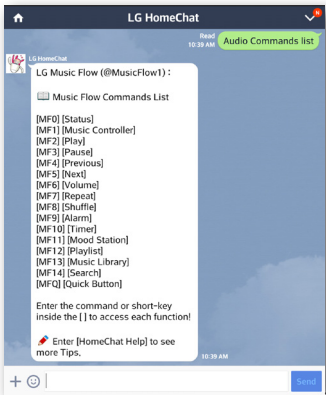 LG HomeChat
N
Read
10:39 AM
Audio Commands list
LG HomeChat
LG Music Flow (@MusicFlow1) :
Music Flow Commands List
[MF0] [Status]
[MF1] [Music Controller]
[MF2] [Play]
[MF3] [Pause]
[MF4] [Previous]
[MF5] [Next]
[MF6] [Volume]
[MF7] [Repeat]
[MF8] [Shuffle]
[MF9] [Alarm]
[MF10] [Timer]
[MF11] [Mood Station]
[MF12] [Playlist]
[MF13] [Music Library]
[MF14] [Search]
[MFQ] [Quick Button]
Enter the command or short-key
inside the [ ] to access each function!
Enter [HomeChat Help] to see
more Tips.
10:39 AM
Send